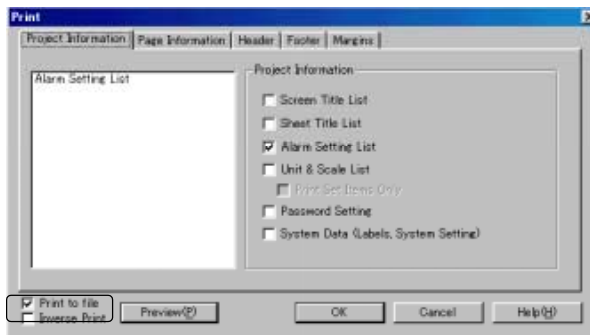 Print
Project Information Page Information Header Footer Margins
Alarm Setting List
Project Information
Screen Title List
Sheet Title List
Alarm Setting List
Unit & Scale List
Print Set Items Only
Password Setting
System Data (Labels, System Setting)
Print to file
Inverse Print
Preview(P) OK Cancel Help(H)